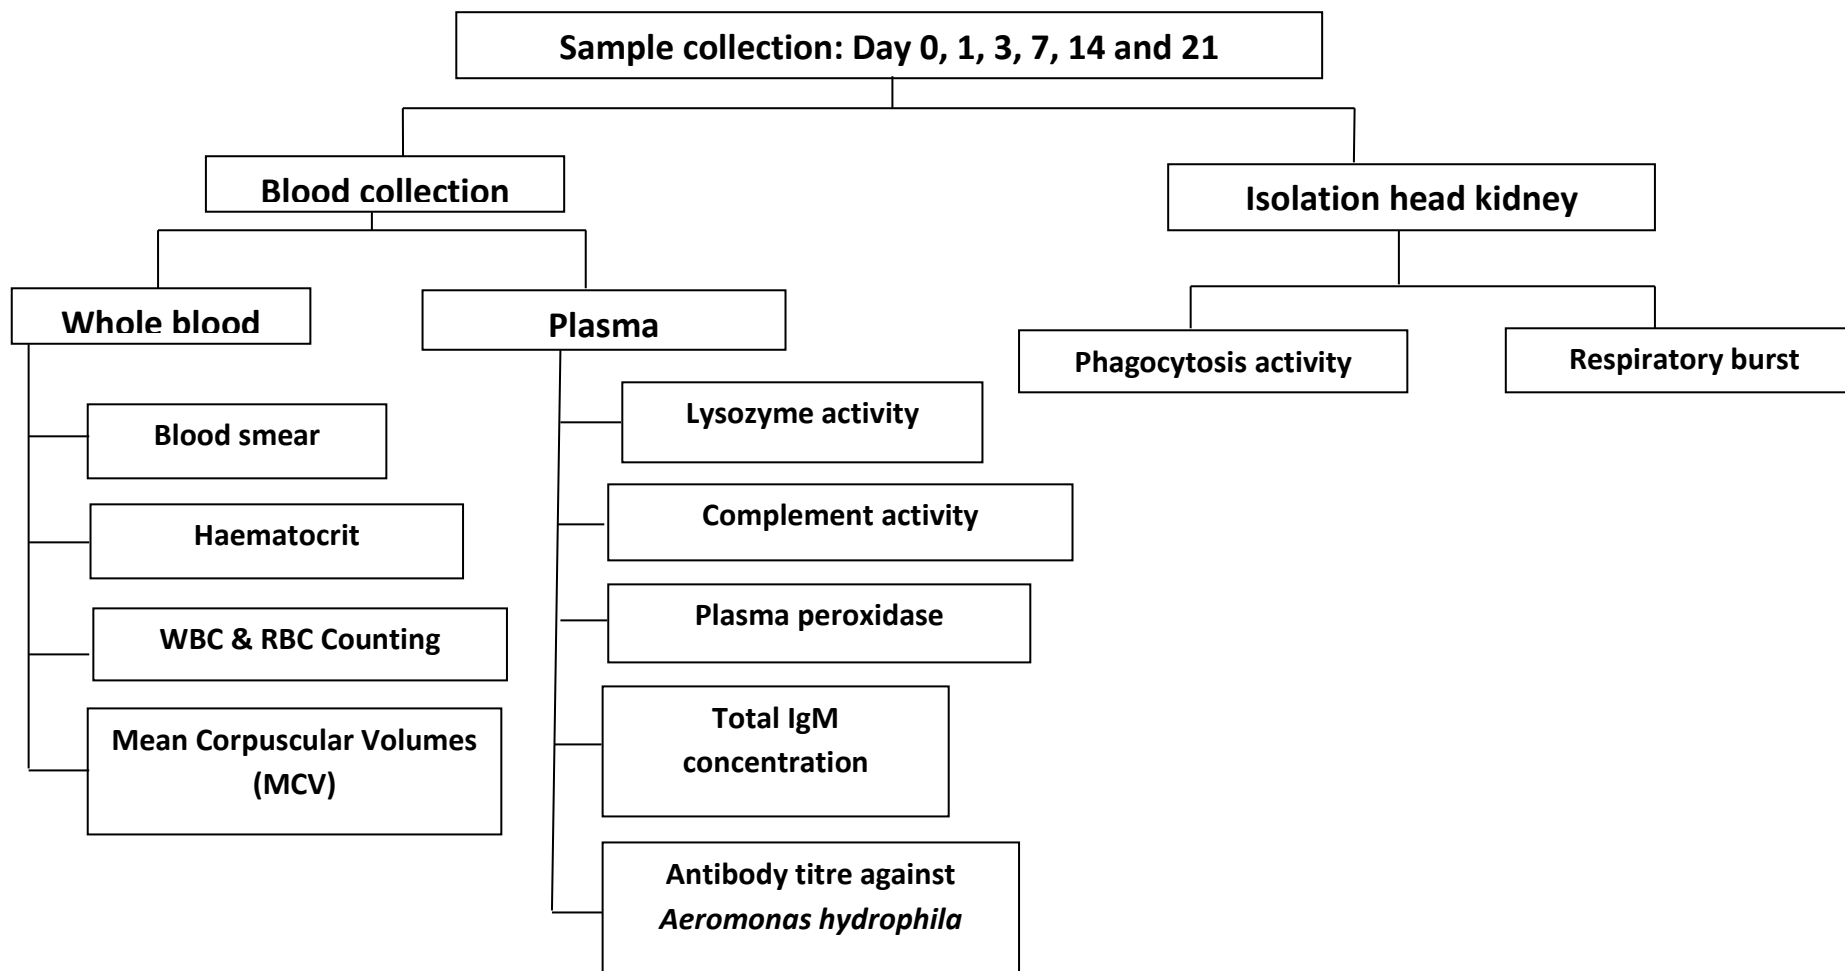 Sample collection: Day 0, 1, 3, 7, 14 and 21
Blood collection
Isolation head kidney
Whole blood
Plasma
Phagocytosis activity
Respiratory burst
Blood smear
Haematocrit
WBC & RBC Counting
Mean Corpuscular Volumes
(MCV)
Lysozyme activity
Complement activity
Plasma peroxidase
Total IgM
concentration
Antibody titre against
Aeromonas hydrophila